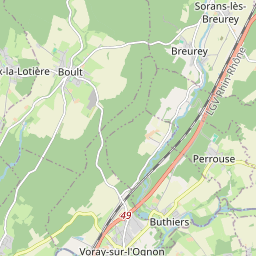 Sorans-lès-
Breurey
Breurey
x-la-Lotière
Boult
LGV Rhin-Rhône
Perrouse
49
Buthiers
Voray-sur-l'Ognon